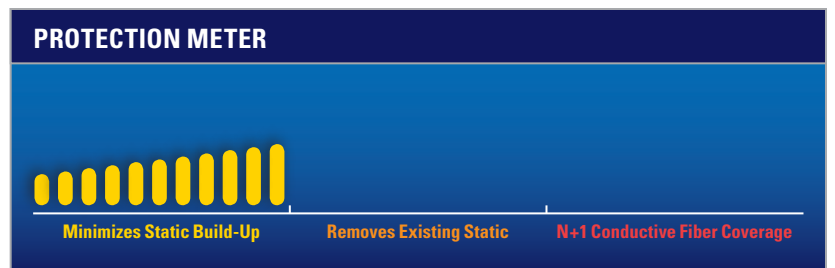 PROTECTION METER
Minimizes Static Build-Up Removes Existing Static N+1 Conductive Fiber Coverage